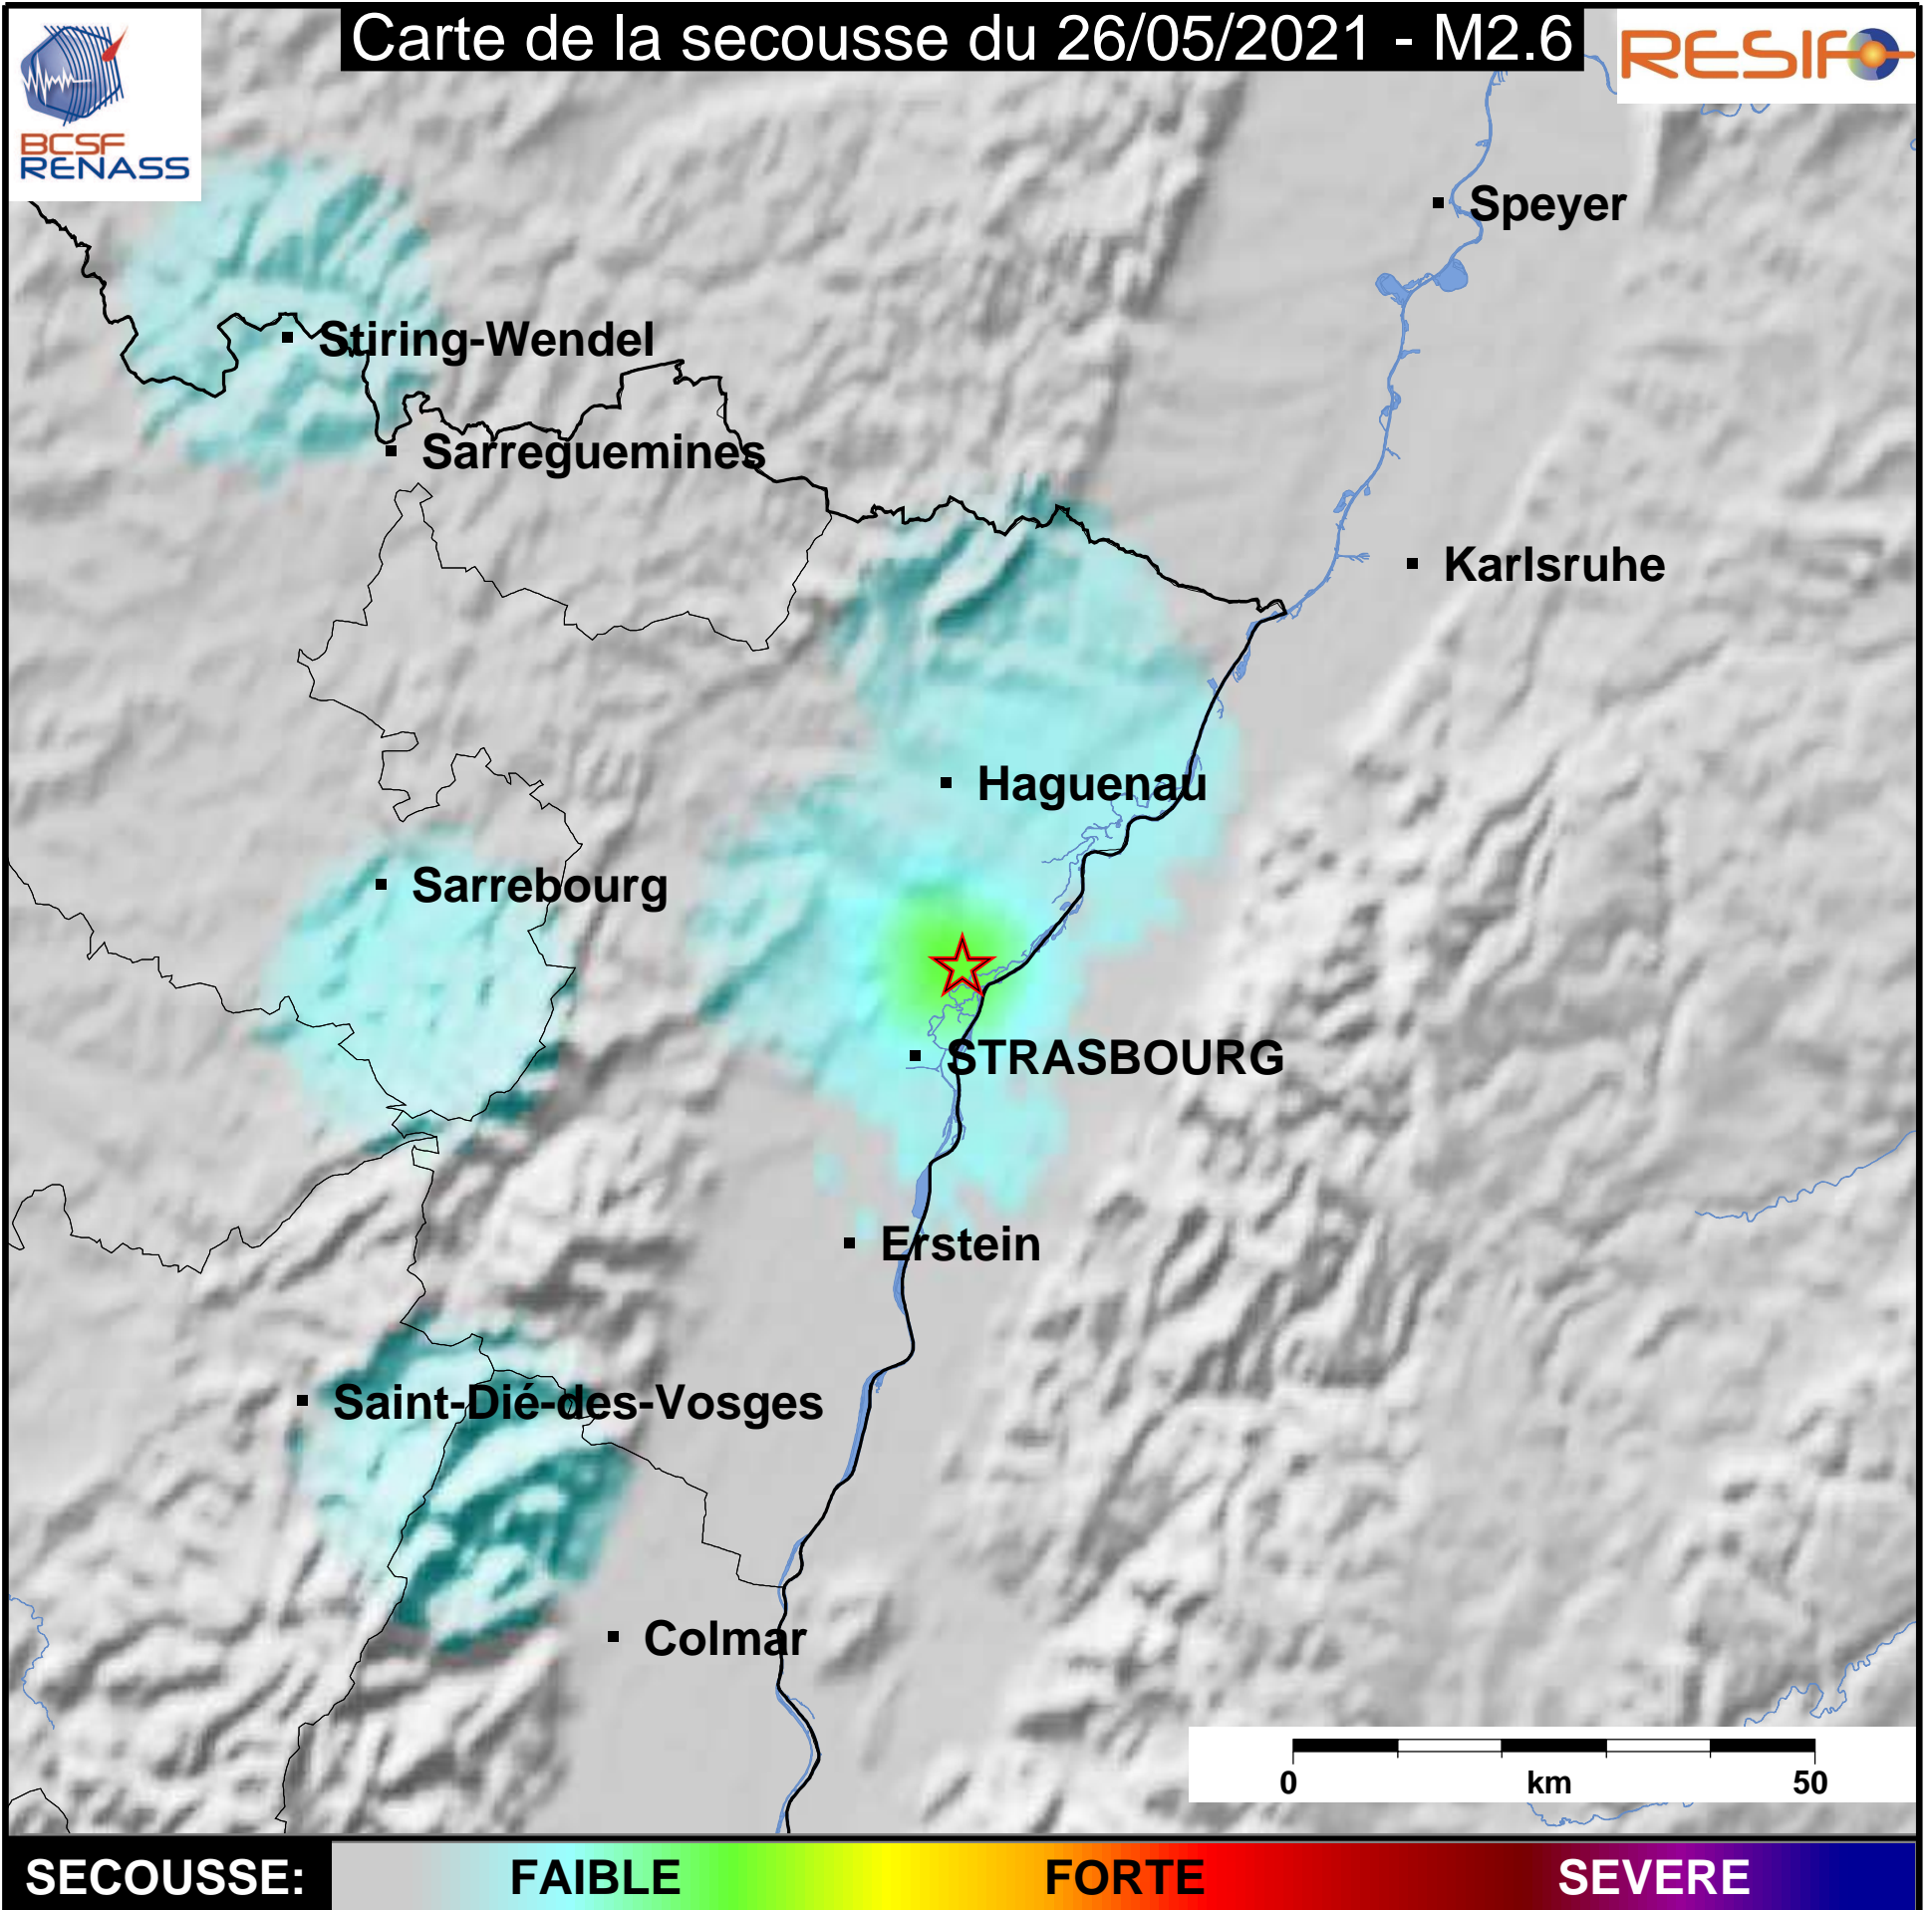 Carte de la secousse du 26/05/2021 - M2.6
BCSF
RENASS
RESIF
Speyer
Stiring-Wendel
Sarreguemines
Karlsruhe
Haguenau
Sarrebourg
STRASBOURG
Erstein
Saint-Dié-des-Vosges
Colmar
0 km 50
SECOUSSE: FAIBLE FORTE SEVERE